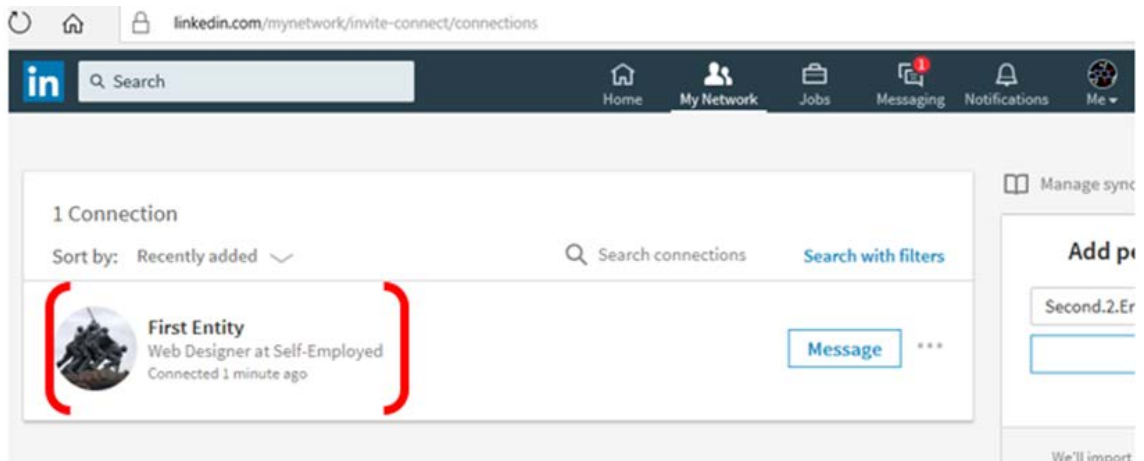 linkedin.com/mynetwork/invite-connect/connections
in Search
Home My Network Jobs 1 Messaging Notifications Me
1 Connection
Sort by: Recently added Search connections Search with filters
First Entity
Web Designer at Self-Employed
Connected 1 minute ago
Message ...
Manage sync
Add pe
Second.2.Er
We'll import